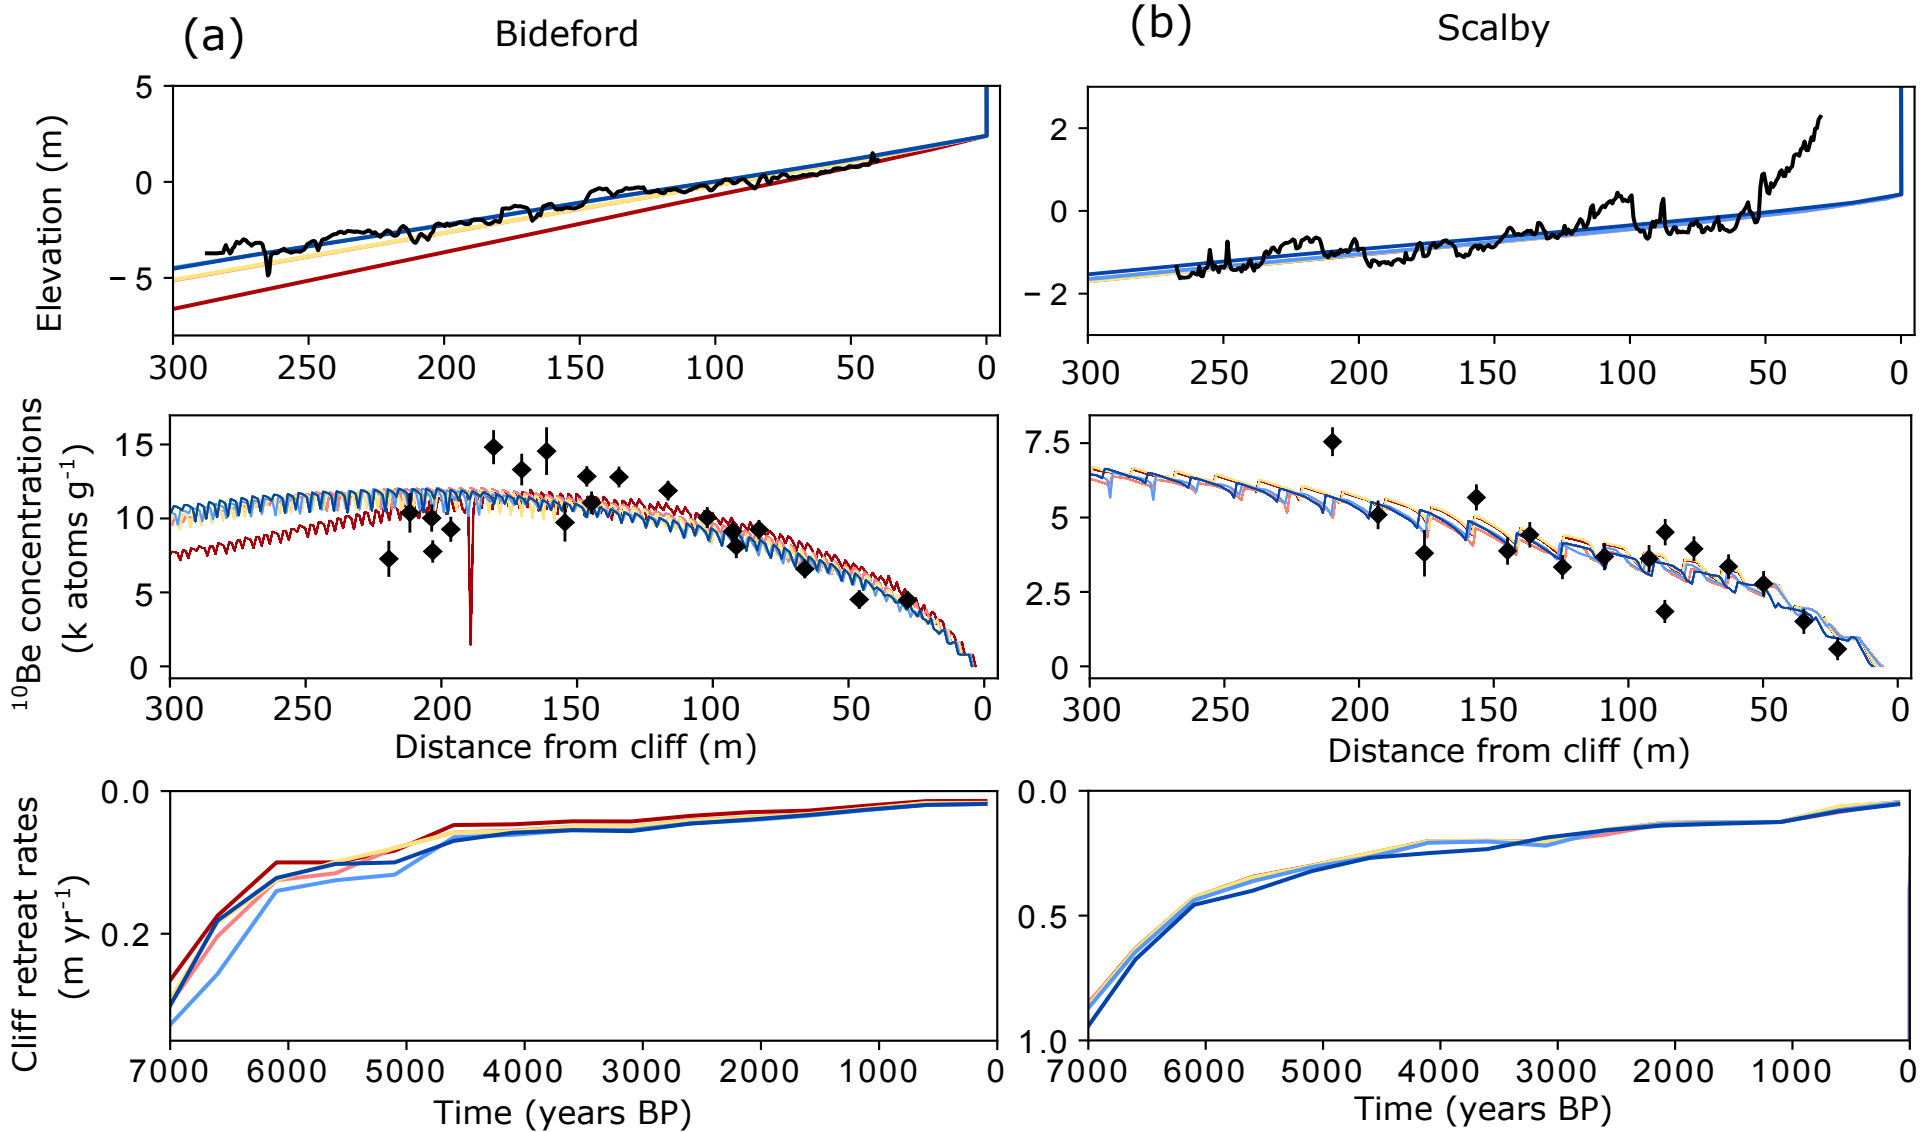 (a) Bideford
(b) Scalby
Elevation (m)
5
0
−5
300 250 200 150 100 50 0
2
0
−2
300 250 200 150 100 50 0
¹⁰Be concentrations
(k atoms g⁻¹)
15
10
5
0
300 250 200 150 100 50 0
Distance from cliff (m)
7.5
5
2.5
0
300 250 200 150 100 50 0
Distance from cliff (m)
Cliff retreat rates
(m yr⁻¹)
0.0
0.2
7000 6000 5000 4000 3000 2000 1000 0
Time (years BP)
0.0
0.5
1.0
7000 6000 5000 4000 3000 2000 1000 0
Time (years BP)